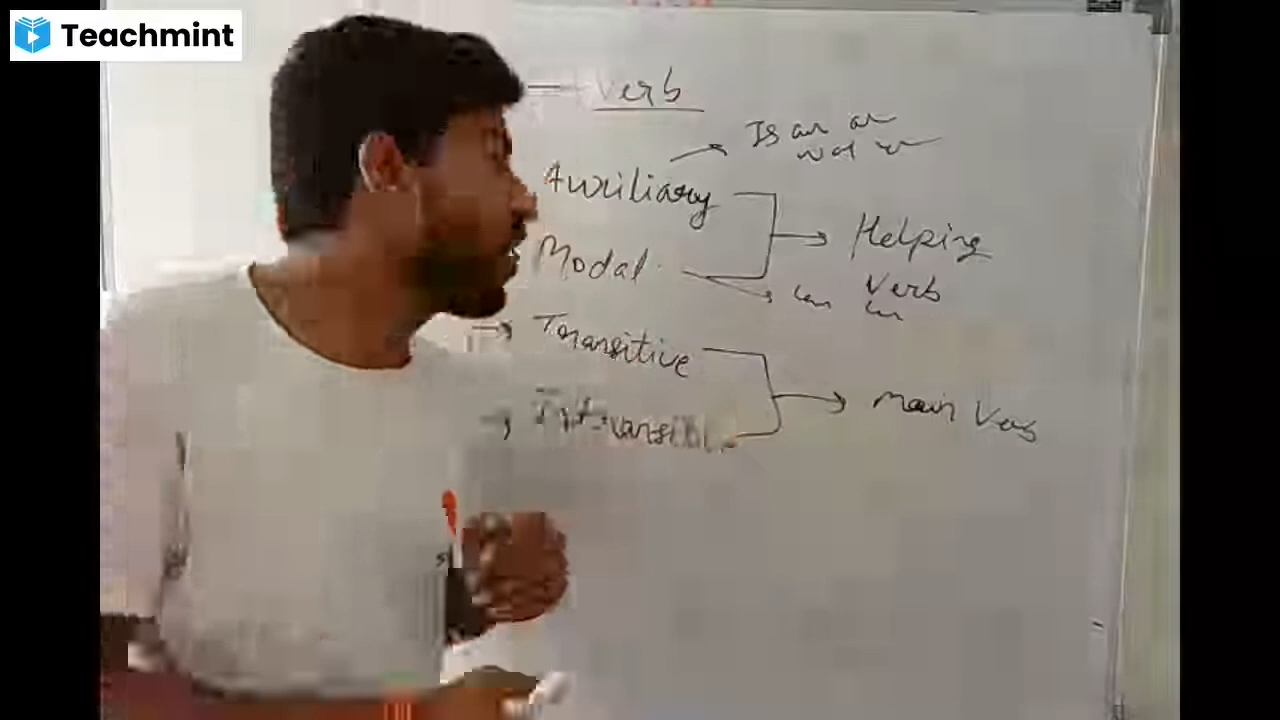 Teachmint
Verb
Is am are
Auxiliary
Helping
Verb
Modal
Transitive
main Verb